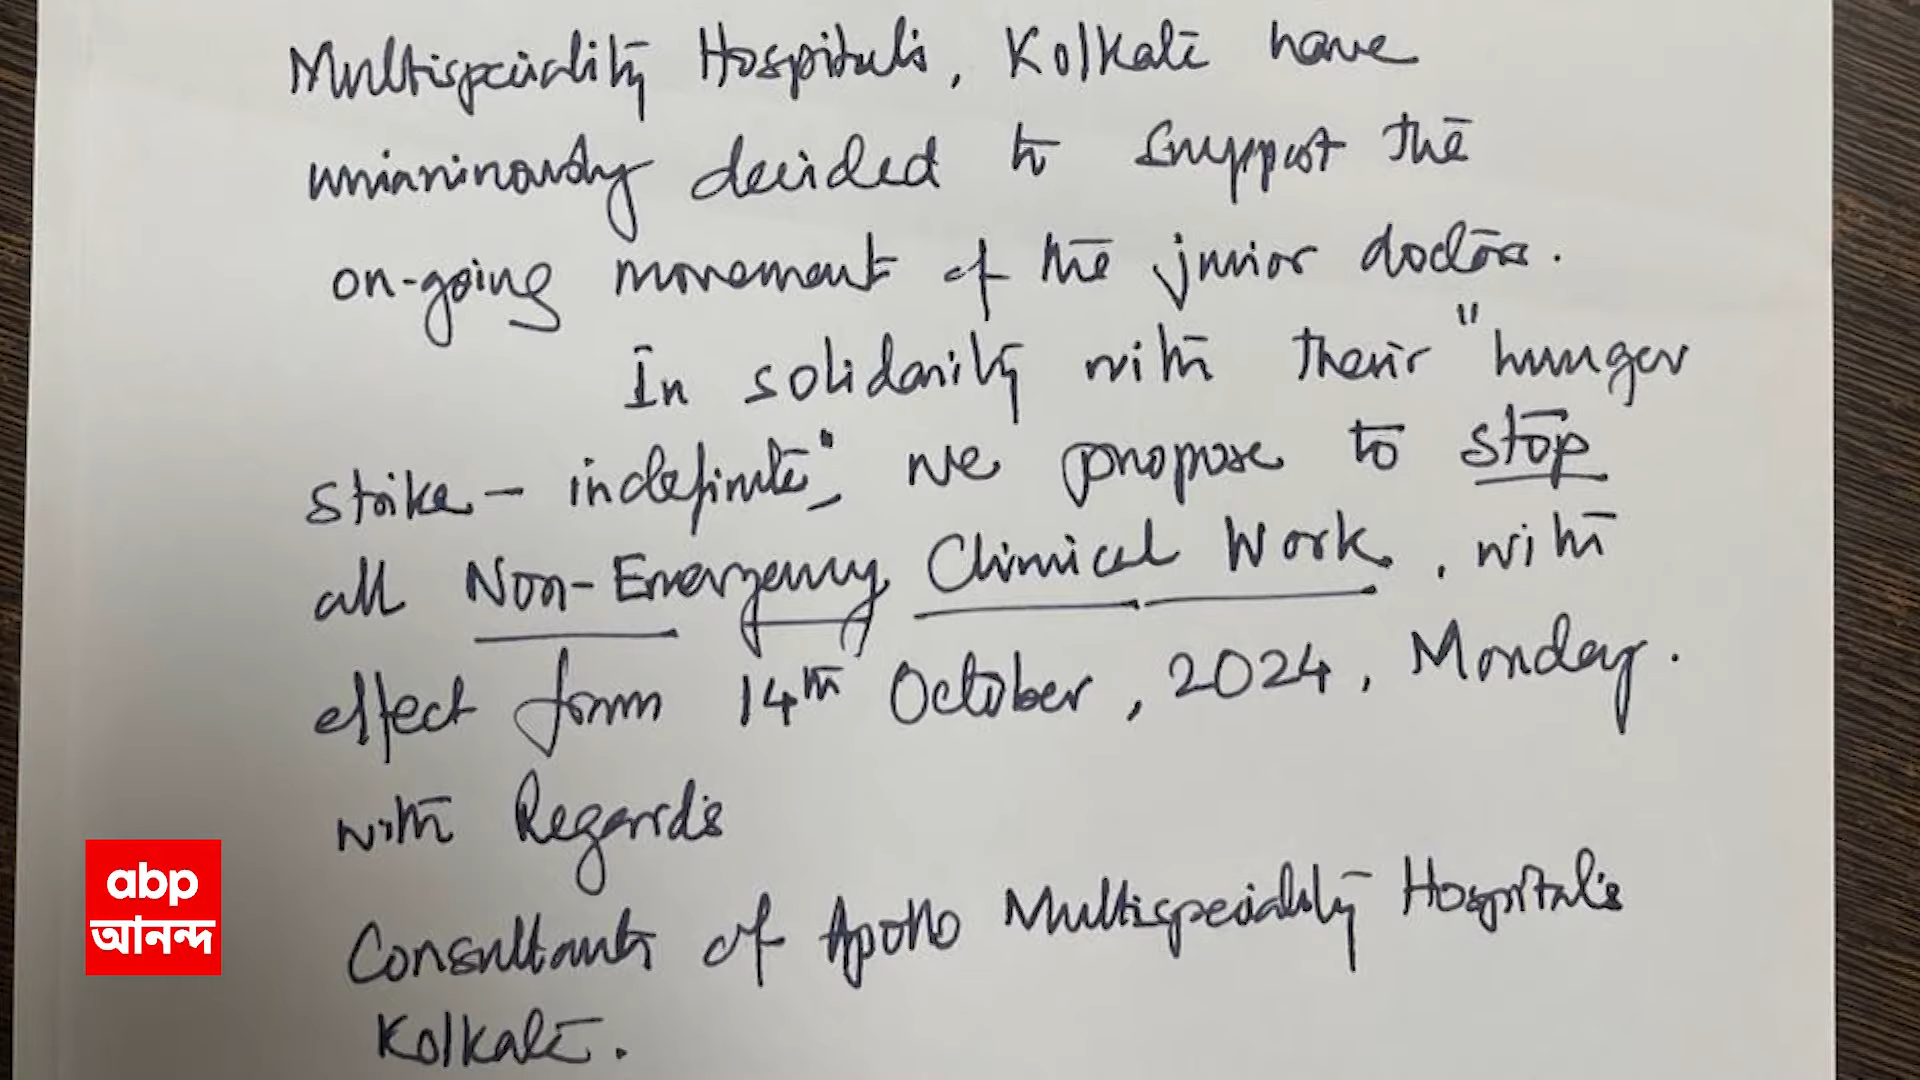 Multispeciality Hospitals, Kolkata have
unianimously decided to support the
on-going movement of the junior doctors.
In solidarity with their "hunger
strike - indefinite", we propose to stop
all Non-Emergency Clinical Work, with
effect form 14th October, 2024, Monday.
with Regards
Consultants of Apollo Multispeciality Hospitals
Kolkata.
abp
আনন্দ